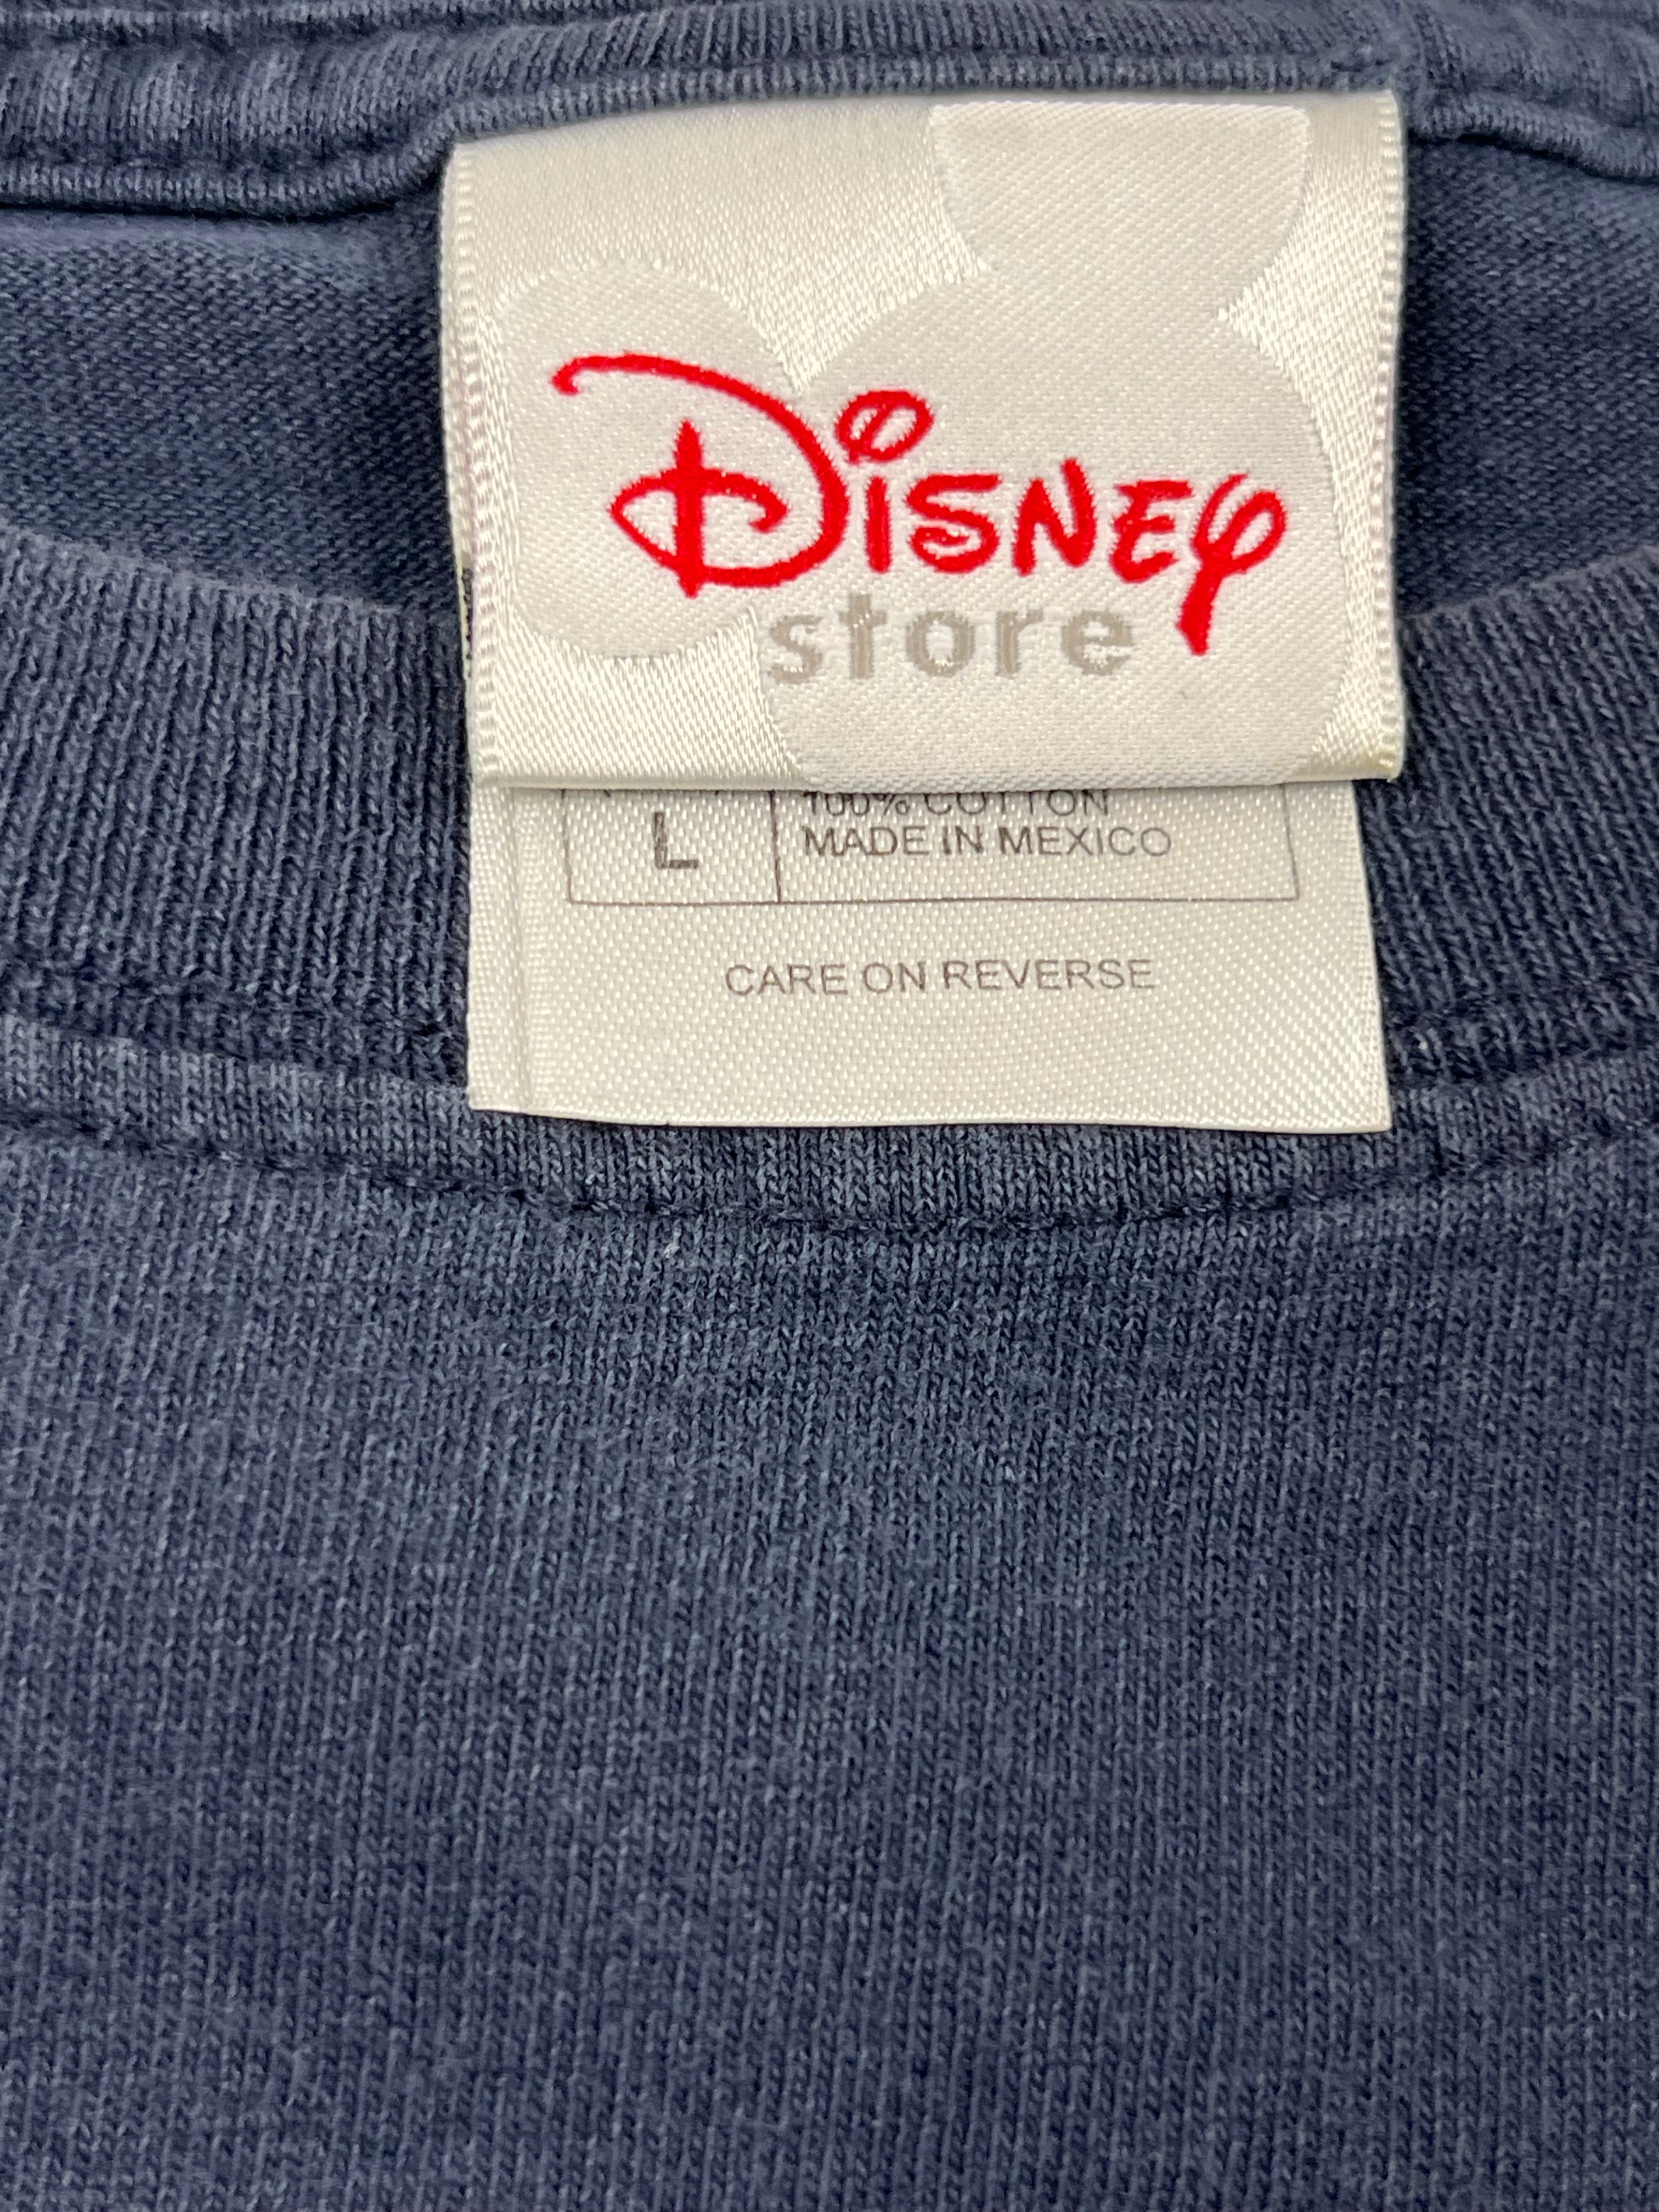 Disney
store
L
100% COTTON
MADE IN MEXICO
CARE ON REVERSE